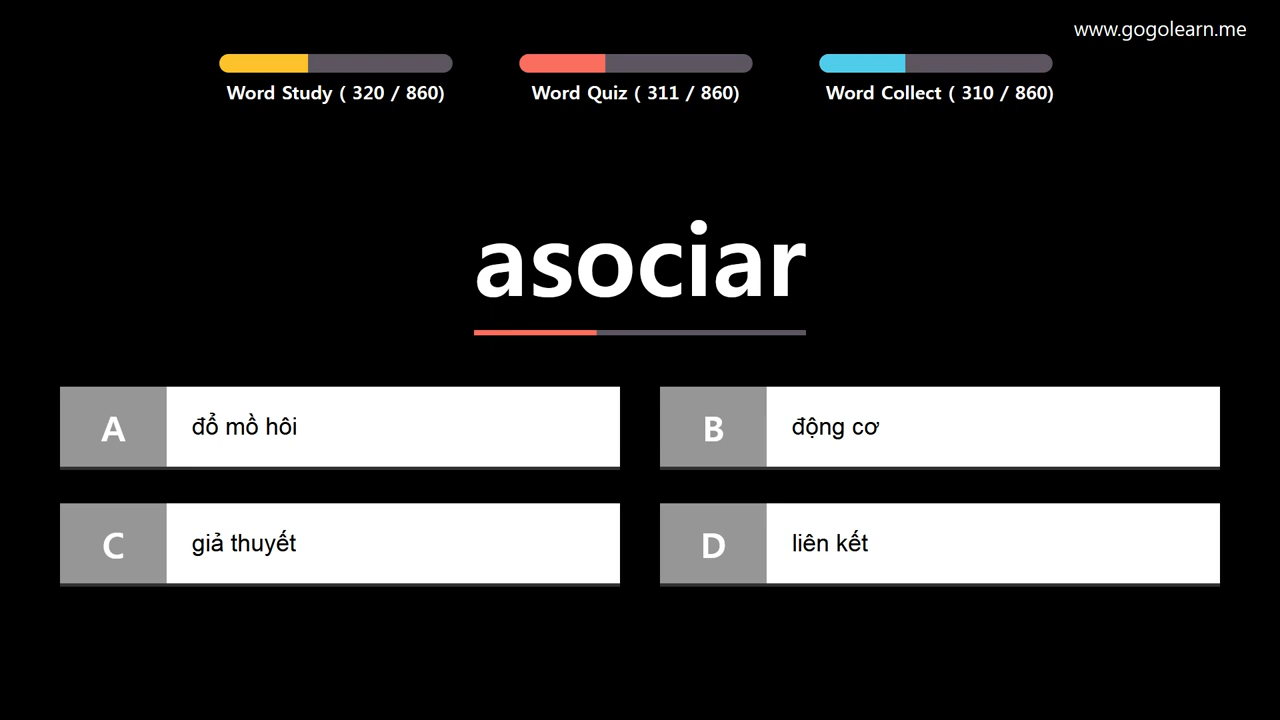 www.gogolearn.me
Word Study ( 320 / 860)
Word Quiz ( 311 / 860)
Word Collect ( 310 / 860)
asociar
A
đổ mồ hôi
B
động cơ
C
giả thuyết
D
liên kết